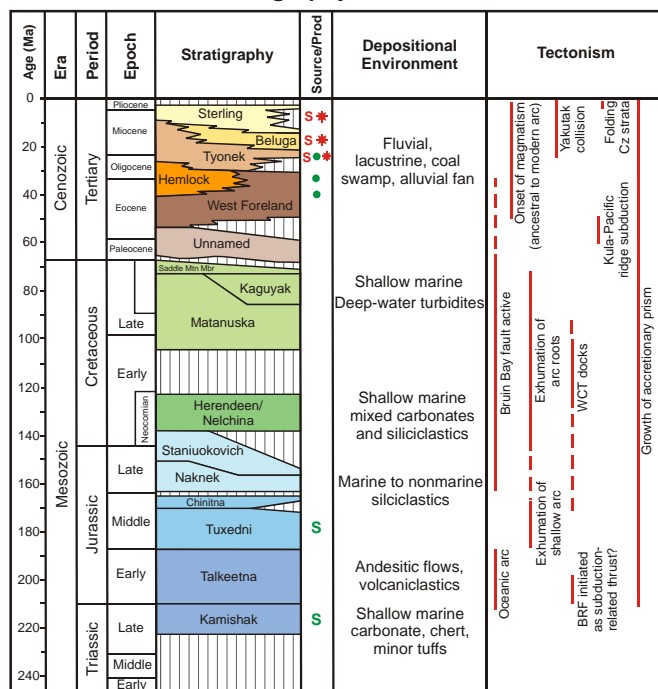 Age (Ma)
Era
Period
Epoch
Stratigraphy
Source/Prod
Depositional
Environment
Tectonism
0
20
40
60
80
100
120
140
160
180
200
220
240
Cenozoic
Mesozoic
Tertiary
Cretaceous
Jurassic
Triassic
Pliocene
Miocene
Oligocene
Eocene
Paleocene
Late
Early
Neocomian
Late
Middle
Early
Late
Middle
Early
Sterling
Beluga
Tyonek
Hemlock
West Foreland
Unnamed
Saddle Mtn Mbr
Kaguyak
Matanuska
Herendeen/
Nelchina
Staniuokovich
Naknek
Chinitna
Tuxedni
Talkeetna
Kamishak
S
S
S
S
S
Fluvial,
lacustrine, coal
swamp, alluvial fan
Shallow marine
Deep-water turbidites
Shallow marine
mixed carbonates
and siliciclastics
Marine to nonmarine
silciclastics
Andesitic flows,
volcaniclastics
Shallow marine
carbonate, chert,
minor tuffs
Onset of magmatism
(ancestral to modern arc)
Yakutak
collision
Folding
Cz strata
Kula-Pacific
ridge subduction
Bruin Bay fault active
Exhumation of
arc roots
WCT docks
Growth of accretionary prism
Exhumation of
shallow arc
Oceanic arc
BRF initiated
as subduction-
related thrust?